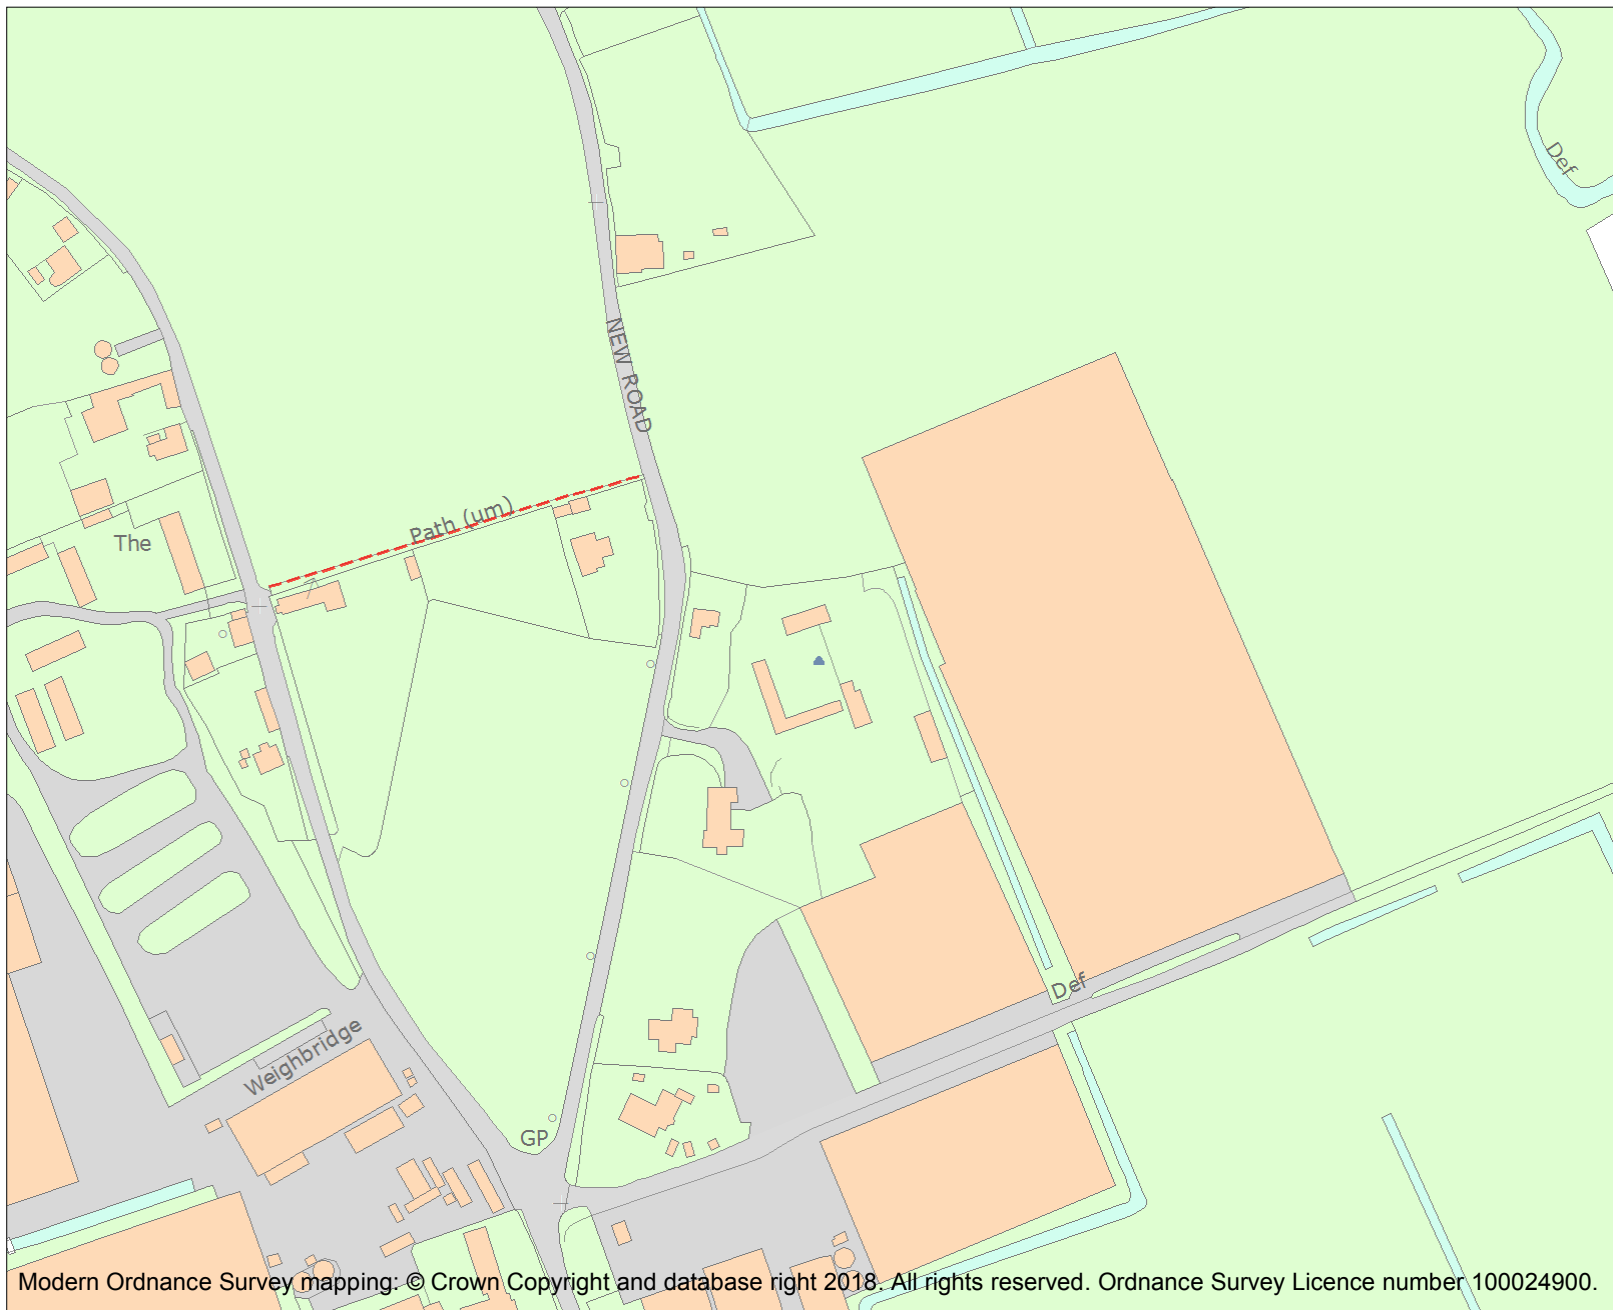 Def
NEW ROAD
Path (um)
The
Def
Weighbridge
GP
Modern Ordnance Survey mapping: © Crown Copyright and database right 2018. All rights reserved. Ordnance Survey Licence number 100024900.